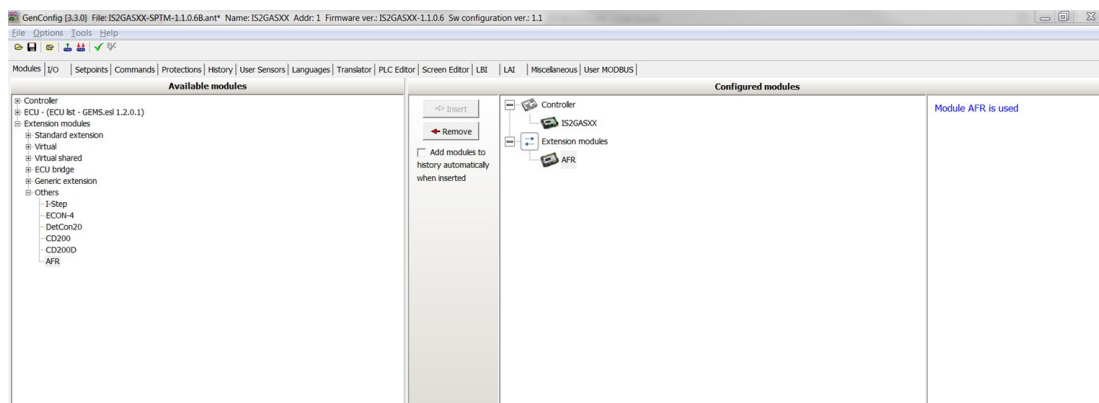 GenConfig {3.3.0} File: IS2GASXX-SPTM-1.1.0.6B.ant* Name: IS2GASXX Addr: 1 Firmware ver.: IS2GASXX-1.1.0.6 Sw configuration ver.: 1.1
File Options Tools Help
Modules I/O Setpoints Commands Protections History User Sensors Languages Translator PLC Editor Screen Editor LBI LAI Miscellaneous User MODBUS
Available modules
Controller
ECU - (ECU list - GEMS.esl 1.2.0.1)
Extension modules
Standard extension
Virtual
Virtual shared
ECU bridge
Generic extension
Others
I-Step
ECON-4
DetCon20
CD200
CD200D
AFR
Insert
Remove
Add modules to
history automatically
when inserted
Configured modules
Controller
IS2GASXX
Extension modules
AFR
Module AFR is used